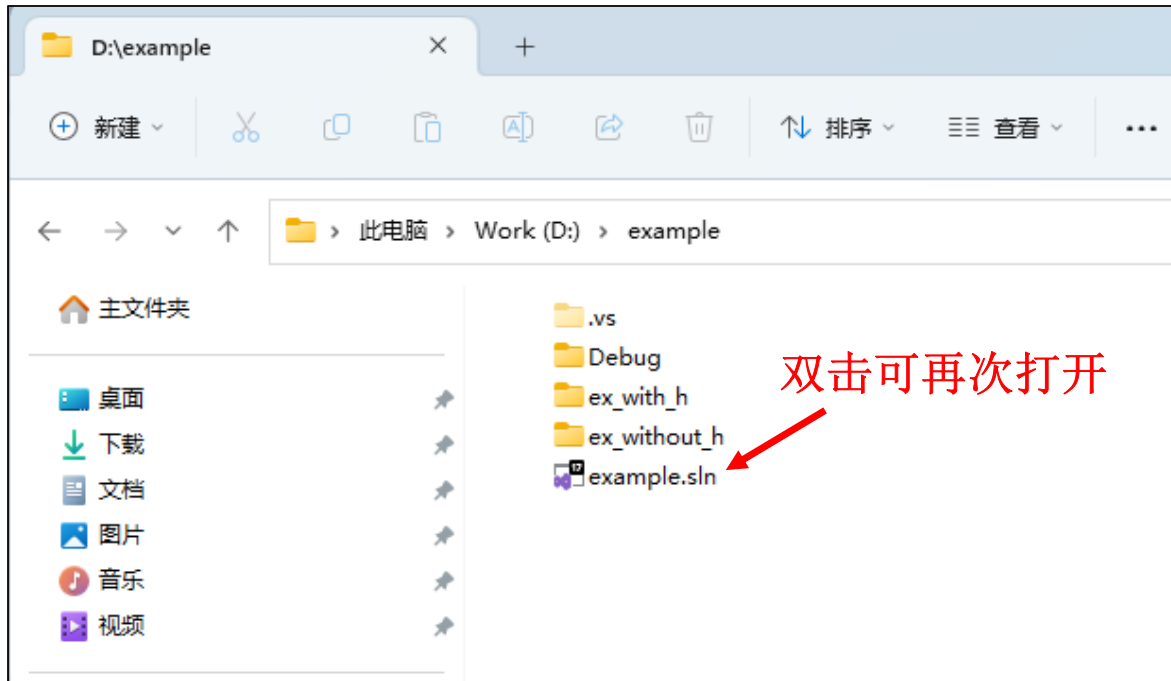 D:\example
新建
排序
查看
此电脑 > Work (D:) > example
主文件夹
桌面
下载
文档
图片
音乐
视频
.vs
Debug
ex_with_h
ex_without_h
example.sln
双击可再次打开